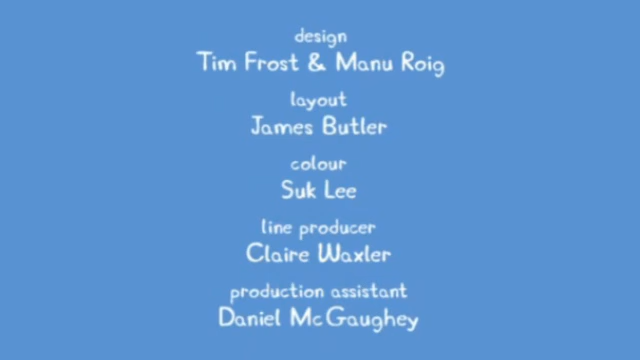 design
Tim Frost & Manu Roig
layout
James Butler
colour
Suk Lee
line producer
Claire Waxler
production assistant
Daniel McGaughey